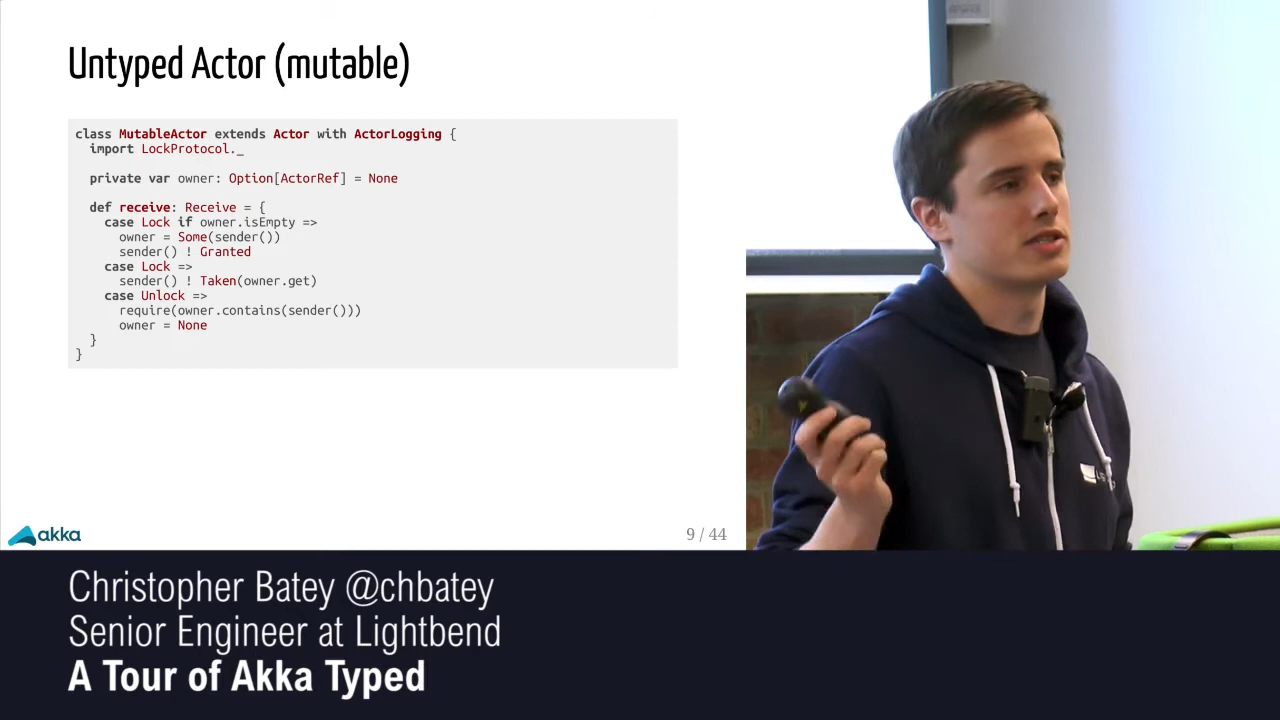 Untyped Actor (mutable)
class MutableActor extends Actor with ActorLogging {
import LockProtocol._
private var owner: Option[ActorRef] = None
def receive: Receive = {
case Lock if owner.isEmpty =>
owner = Some(sender())
sender() ! Granted
case Lock =>
sender() ! Taken(owner.get)
case Unlock =>
require(owner.contains(sender()))
owner = None
}
}
akka
9 / 44
Christopher Batey @chbatey
Senior Engineer at Lightbend
A Tour of Akka Typed